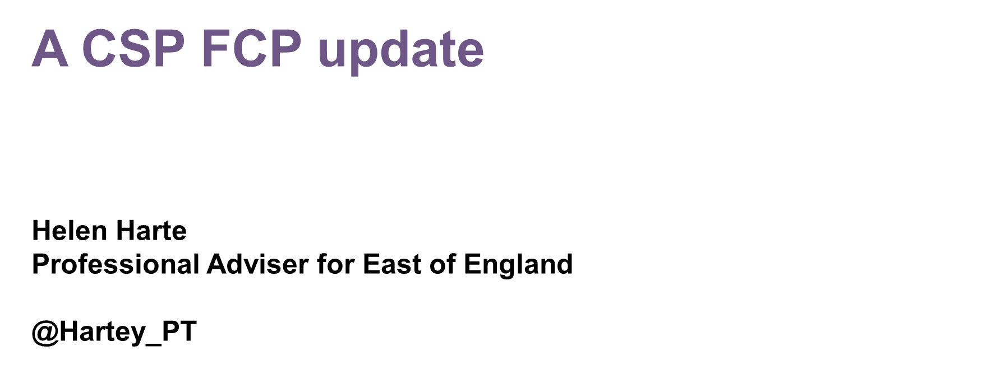 A CSP FCP update
Helen Harte
Professional Adviser for East of England
@Hartey_PT